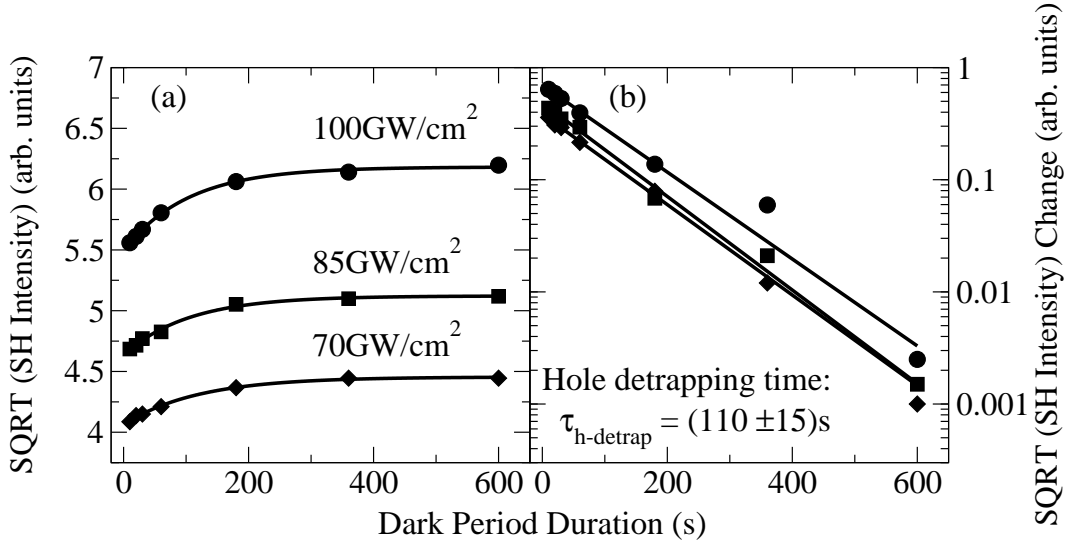 SQRT (SH Intensity) (arb. units)
7
6.5
6
5.5
5
4.5
4
(a)
100GW/cm²
85GW/cm²
70GW/cm²
0
200
400
600
(b)
Hole detrapping time:
τh-detrap = (110 ±15)s
0
200
400
600
1
0.1
0.01
0.001
SQRT (SH Intensity) Change (arb. units)
Dark Period Duration (s)